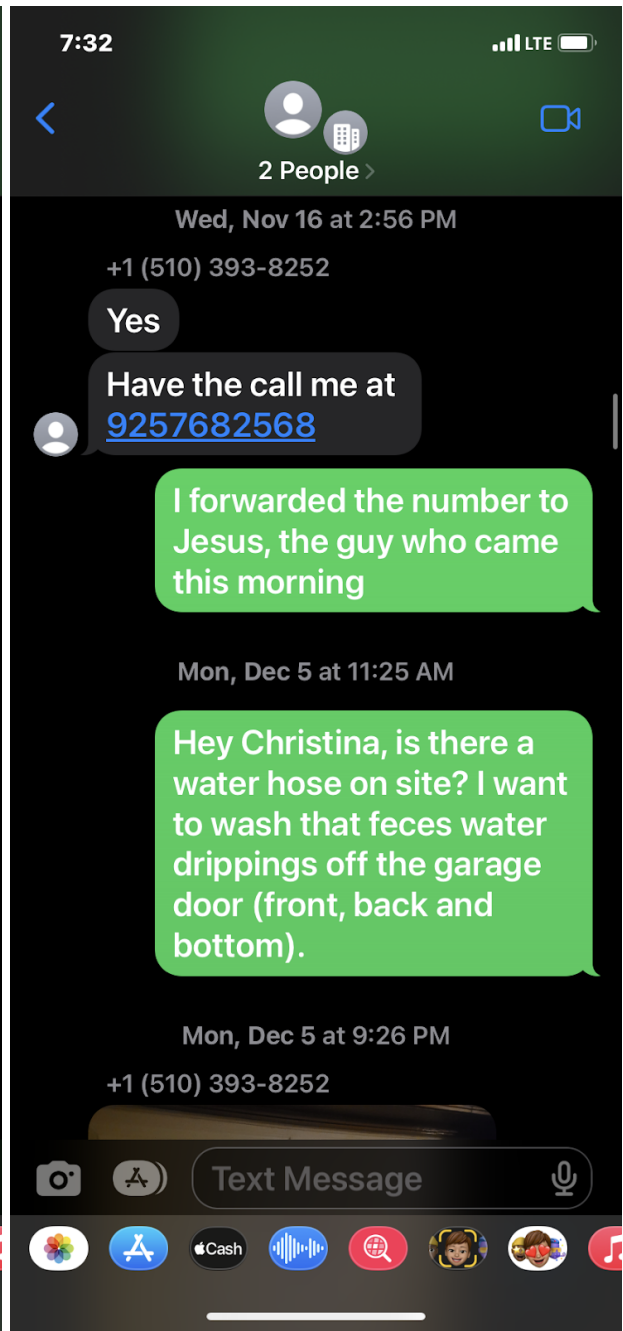 7:32
LTE
2 People
Wed, Nov 16 at 2:56 PM
+1 (510) 393-8252
Yes
Have the call me at
9257682568
I forwarded the number to
Jesus, the guy who came
this morning
Mon, Dec 5 at 11:25 AM
Hey Christina, is there a
water hose on site? I want
to wash that feces water
drippings off the garage
door (front, back and
bottom).
Mon, Dec 5 at 9:26 PM
+1 (510) 393-8252
Text Message
Cash